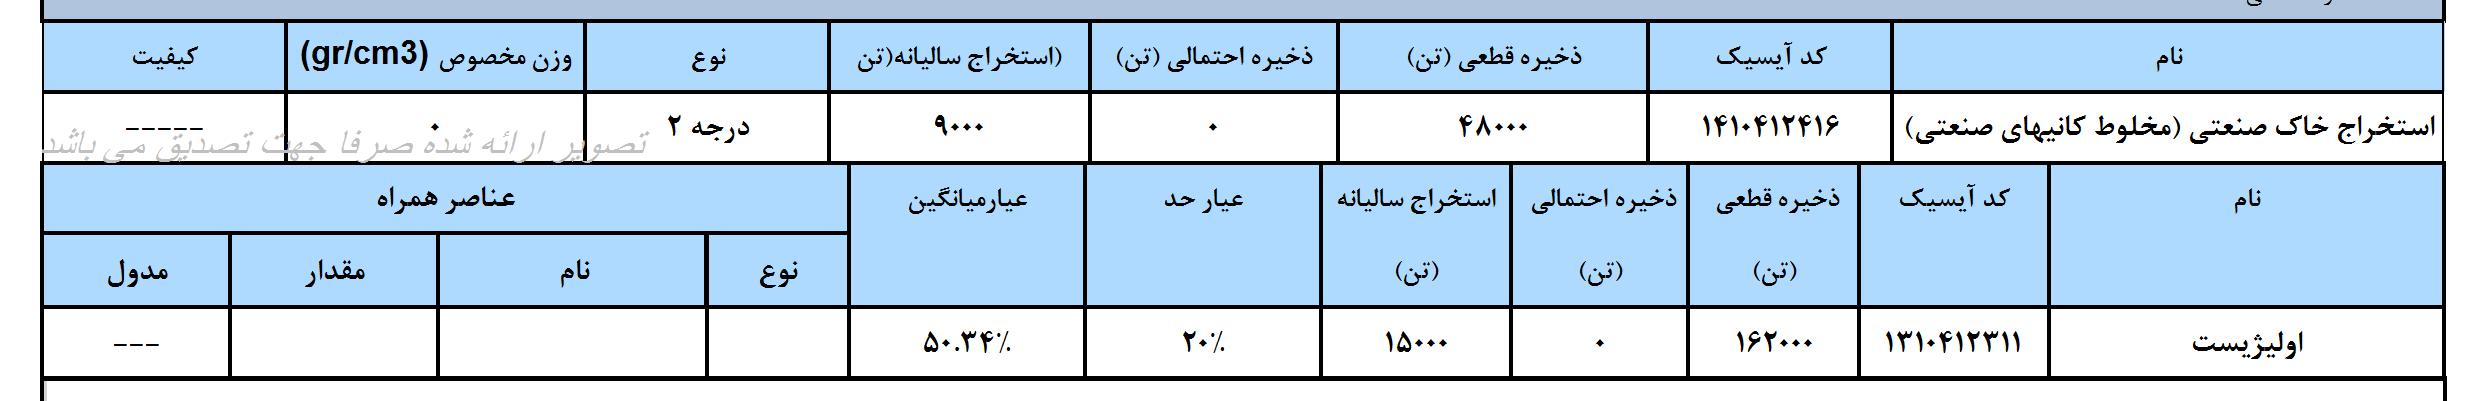 نام کد آیسیک ذخیره قطعی (تن) ذخیره احتمالی (تن) (استخراج سالیانه(تن نوع وزن مخصوص (gr/cm3) کیفیت
استخراج خاک صنعتی (مخلوط کانیهای صنعتی) ۱۴۱۰۴۱۲۴۱۶ ۴۸۰۰۰ ۰ ۹۰۰۰ درجه ۲ ۰ -----
تصویر ارائه شده صرفا جهت تصدیق می باشد
نام کد آیسیک ذخیره قطعی ذخیره احتمالی استخراج سالیانه عیار حد عیارمیانگین عناصر همراه
(تن) (تن) (تن) نوع نام مقدار مدول
اولیژیست ۱۳۱۰۴۱۲۳۱۱ ۱۶۲۰۰۰ ۰ ۱۵۰۰۰ ۲۰٪ ۵۰.۳۴٪ ---